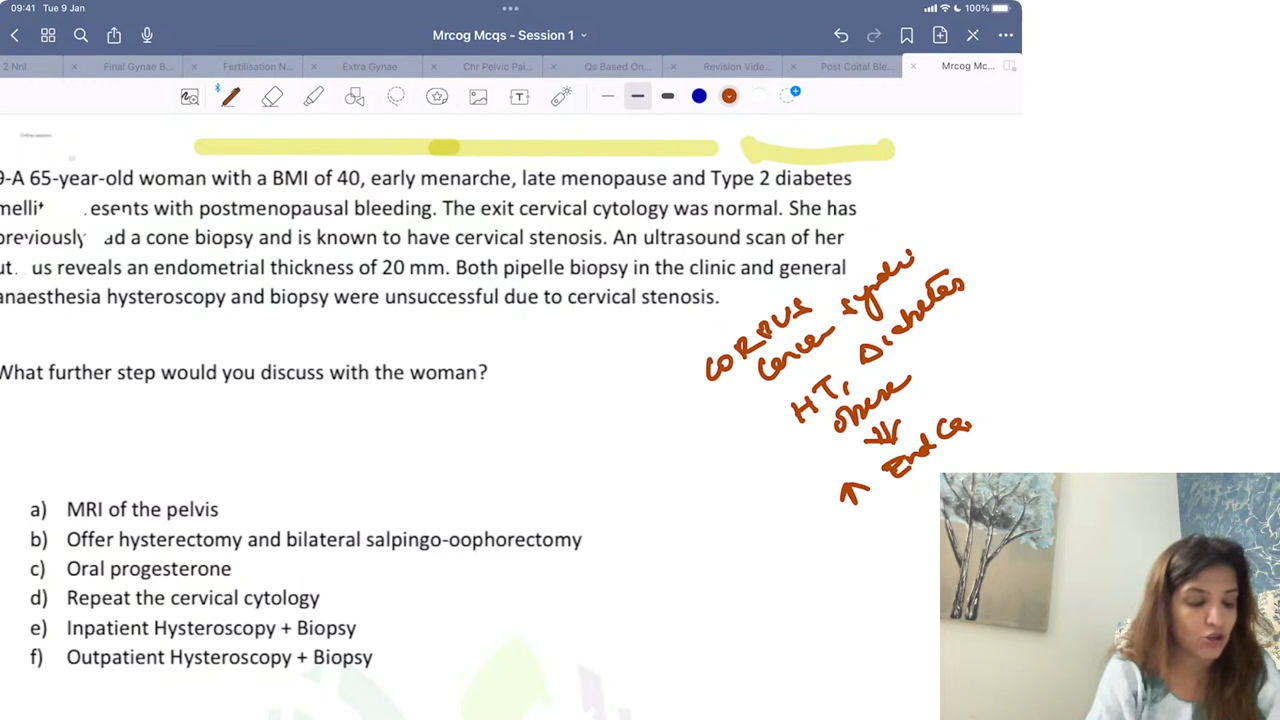 09:41 Tue 9 Jan
100%
Mrcog Mcqs - Session 1
2 Nnl
Final Gynae B...
Fertilisation N...
Extra Gynae
Chr Pelvic Pai...
Qs Based On...
Revision Vide...
Post Coital Ble...
Mrcog Mc...
9-A 65-year-old woman with a BMI of 40, early menarche, late menopause and Type 2 diabetes
esents with postmenopausal bleeding. The exit cervical cytology was normal. She has
previously ad a cone biopsy and is known to have cervical stenosis. An ultrasound scan of her
ut us reveals an endometrial thickness of 20 mm. Both pipelle biopsy in the clinic and general
anaesthesia hysteroscopy and biopsy were unsuccessful due to cervical stenosis.
CORPUS
Cancer
HT, Diabetes
obese
↑ End Ca
What further step would you discuss with the woman?
a) MRI of the pelvis
b) Offer hysterectomy and bilateral salpingo-oophorectomy
c) Oral progesterone
d) Repeat the cervical cytology
e) Inpatient Hysteroscopy + Biopsy
f) Outpatient Hysteroscopy + Biopsy